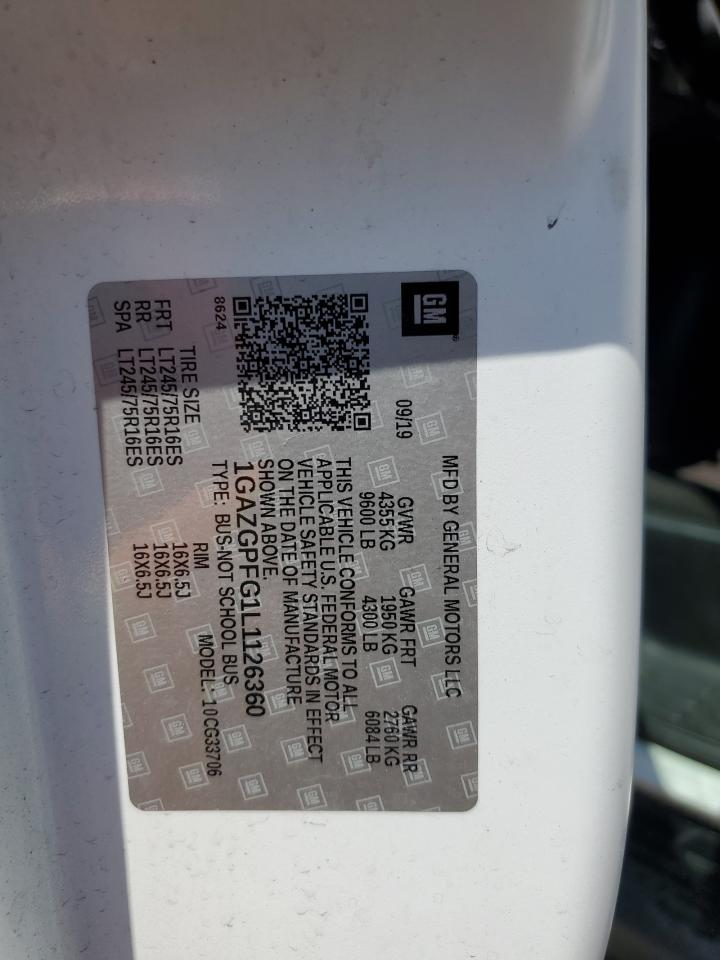 GM
MFD BY GENERAL MOTORS LLC
09/19
GVWR GAWR FRT GAWR RR
4355 KG 1950 KG 2760 KG
9600 LB 4300 LB 6084 LB
THIS VEHICLE CONFORMS TO ALL
APPLICABLE U.S. FEDERAL MOTOR
VEHICLE SAFETY STANDARDS IN EFFECT
ON THE DATE OF MANUFACTURE
SHOWN ABOVE.
1GAZGPFG1L1126360
8624
TYPE: BUS-NOT SCHOOL BUS MODEL: 10 CG33706
TIRE SIZE RIM
FRT LT245/75R16ES 16X6.5J
RR LT245/75R16ES 16X6.5J
SPA LT245/75R16ES 16X6.5J